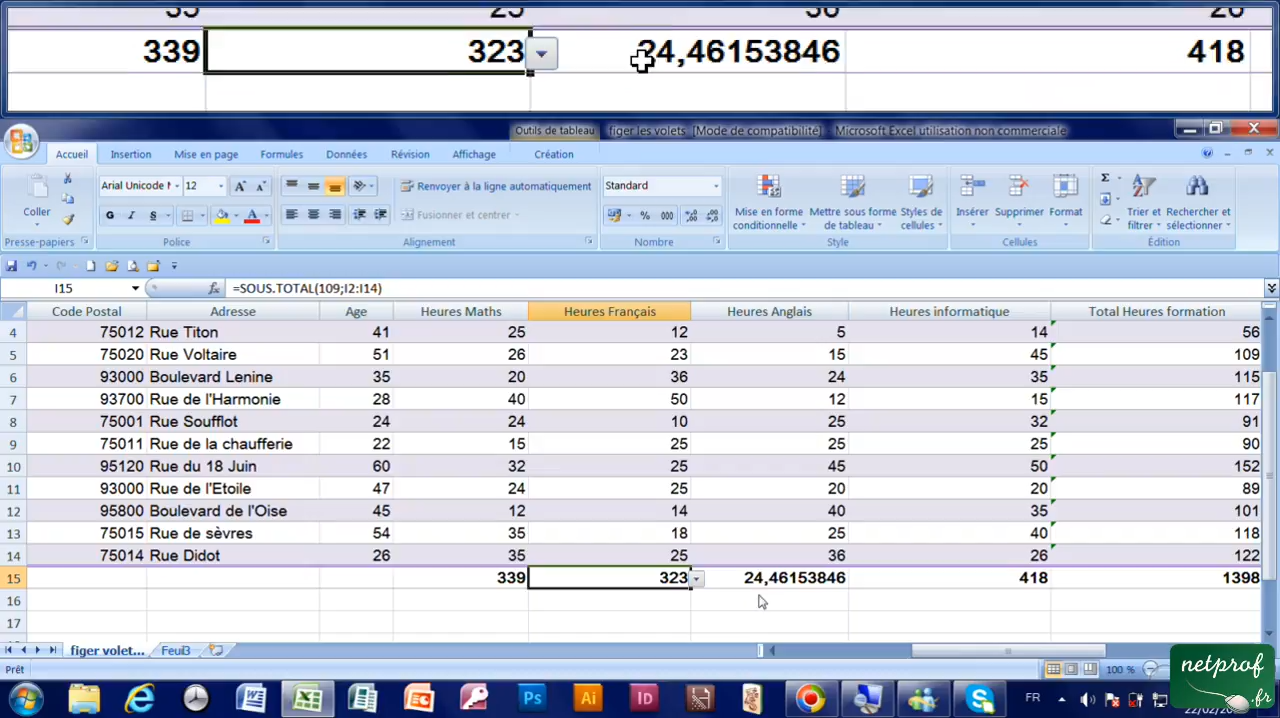 35 25 36 26
339 323 24,46153846 418
Outils de tableau figer les volets [Mode de compatibilité] Microsoft Excel utilisation non commerciale
Accueil Insertion Mise en page Formules Données Révision Affichage Création
Arial Unicode M 12 Renvoyer à la ligne automatiquement Standard
Coller G I S Fusionner et centrer % 000 Mise en forme conditionnelle Mettre sous forme de tableau Styles de cellules Insérer Supprimer Format Σ Trier et filtrer Rechercher et sélectionner
Presse-papiers Police Alignement Nombre Style Cellules Édition
I15 fx =SOUS.TOTAL(109;I2:I14)
Code Postal Adresse Age Heures Maths Heures Français Heures Anglais Heures informatique Total Heures formation
4 75012 Rue Titon 41 25 12 5 14 56
5 75020 Rue Voltaire 51 26 23 15 45 109
6 93000 Boulevard Lenine 35 20 36 24 35 115
7 93700 Rue de l'Harmonie 28 40 50 12 15 117
8 75001 Rue Soufflot 24 24 10 25 32 91
9 75011 Rue de la chaufferie 22 15 25 25 25 90
10 95120 Rue du 18 Juin 60 32 25 45 50 152
11 93000 Rue de l'Etoile 47 24 25 20 20 89
12 95800 Boulevard de l'Oise 45 12 14 40 35 101
13 75015 Rue de sèvres 54 35 18 25 40 118
14 75014 Rue Didot 26 35 25 36 26 122
15 339 323 24,46153846 418 1398
16
17
figer volet... Feuil3
Prêt 100 %
netprof
.fr
Ps Ai ID FR